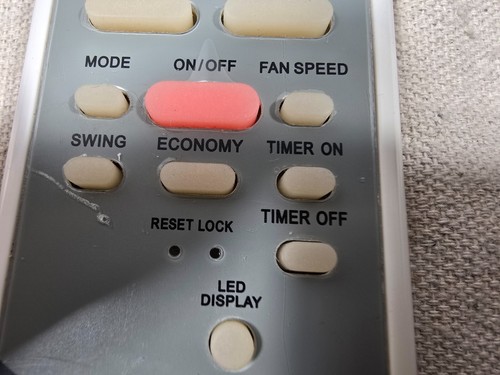 MODE ON/OFF FAN SPEED
SWING ECONOMY TIMER ON
RESET LOCK TIMER OFF
LED
DISPLAY